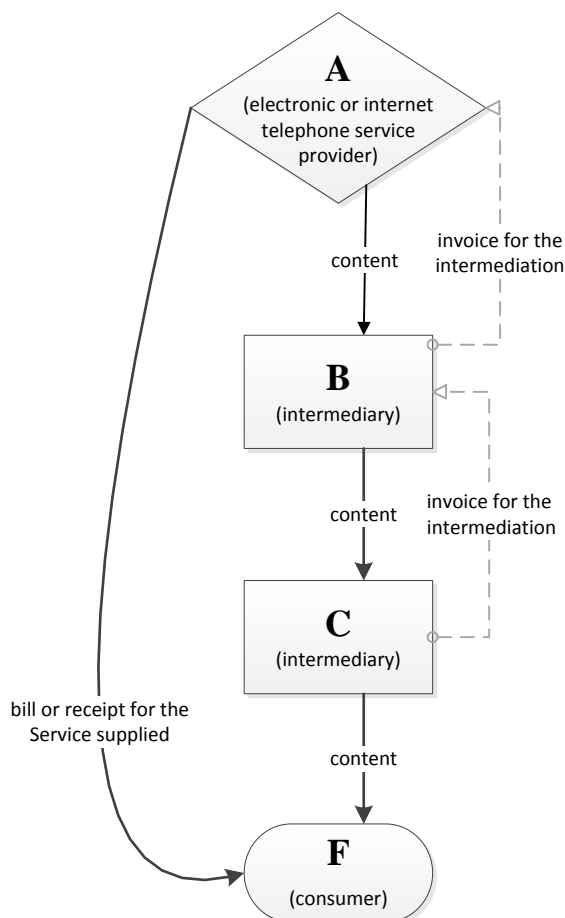 A
(electronic or internet
telephone service
provider)
invoice for the
intermediation
content
B
(intermediary)
invoice for the
intermediation
content
C
(intermediary)
bill or receipt for the
Service supplied
content
F
(consumer)